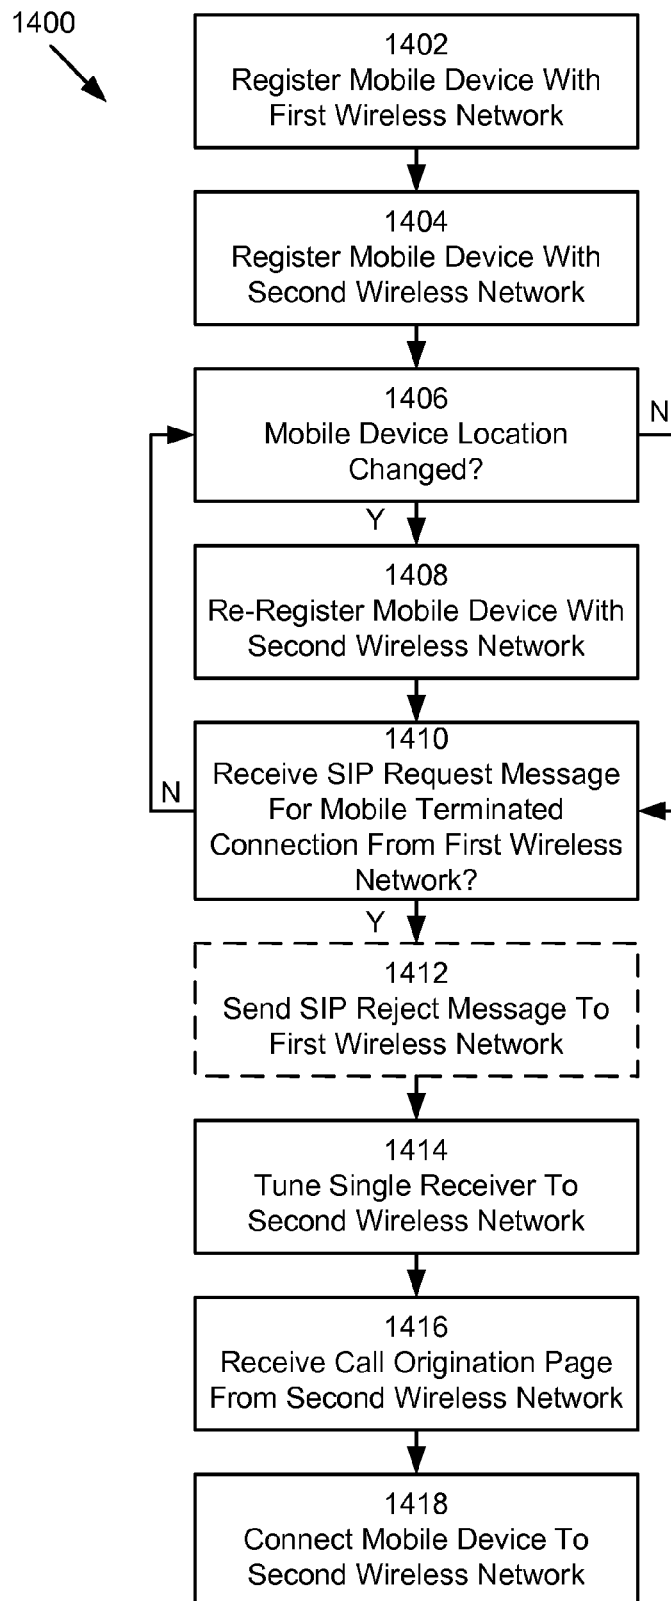 1400
1402
Register Mobile Device With
First Wireless Network
1404
Register Mobile Device With
Second Wireless Network
1406
Mobile Device Location
Changed?
N
Y
1408
Re-Register Mobile Device With
Second Wireless Network
1410
Receive SIP Request Message
For Mobile Terminated
Connection From First Wireless
Network?
N
Y
1412
Send SIP Reject Message To
First Wireless Network
1414
Tune Single Receiver To
Second Wireless Network
1416
Receive Call Origination Page
From Second Wireless Network
1418
Connect Mobile Device To
Second Wireless Network